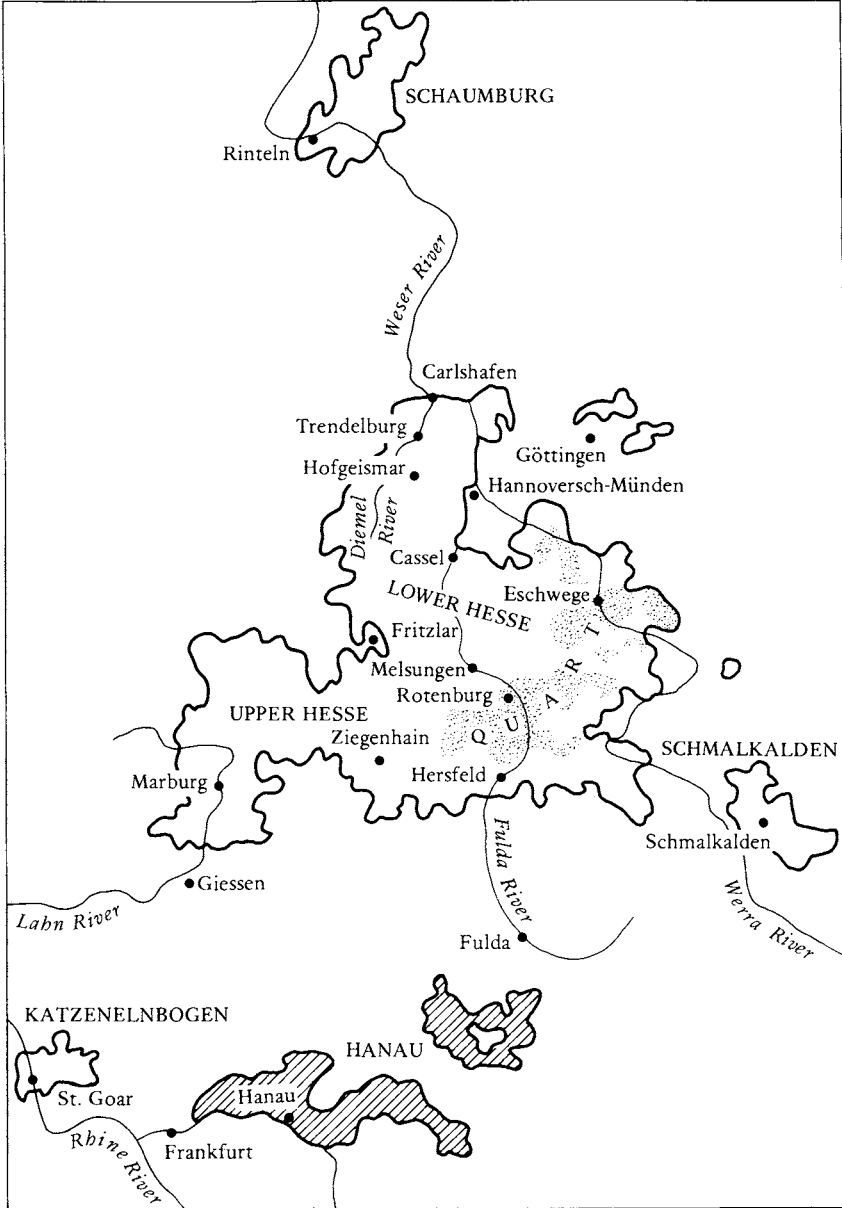 SCHAUMBURG
Rinteln
Weser River
Carlshafen
Trendelburg
Göttingen
Hofgeismar
Hannoversch-Münden
Diemel
River
Cassel
LOWER HESSE
Eschwege
Fritzlar
Melsungen
Rotenburg
QUART
UPPER HESSE
Ziegenhain
SCHMALKALDEN
Hersfeld
Marburg
Schmalkalden
Fulda River
Giessen
Lahn River
Werra River
Fulda
KATZENELNBOGEN
HANAU
St. Goar
Hanau
Rhine River
Frankfurt